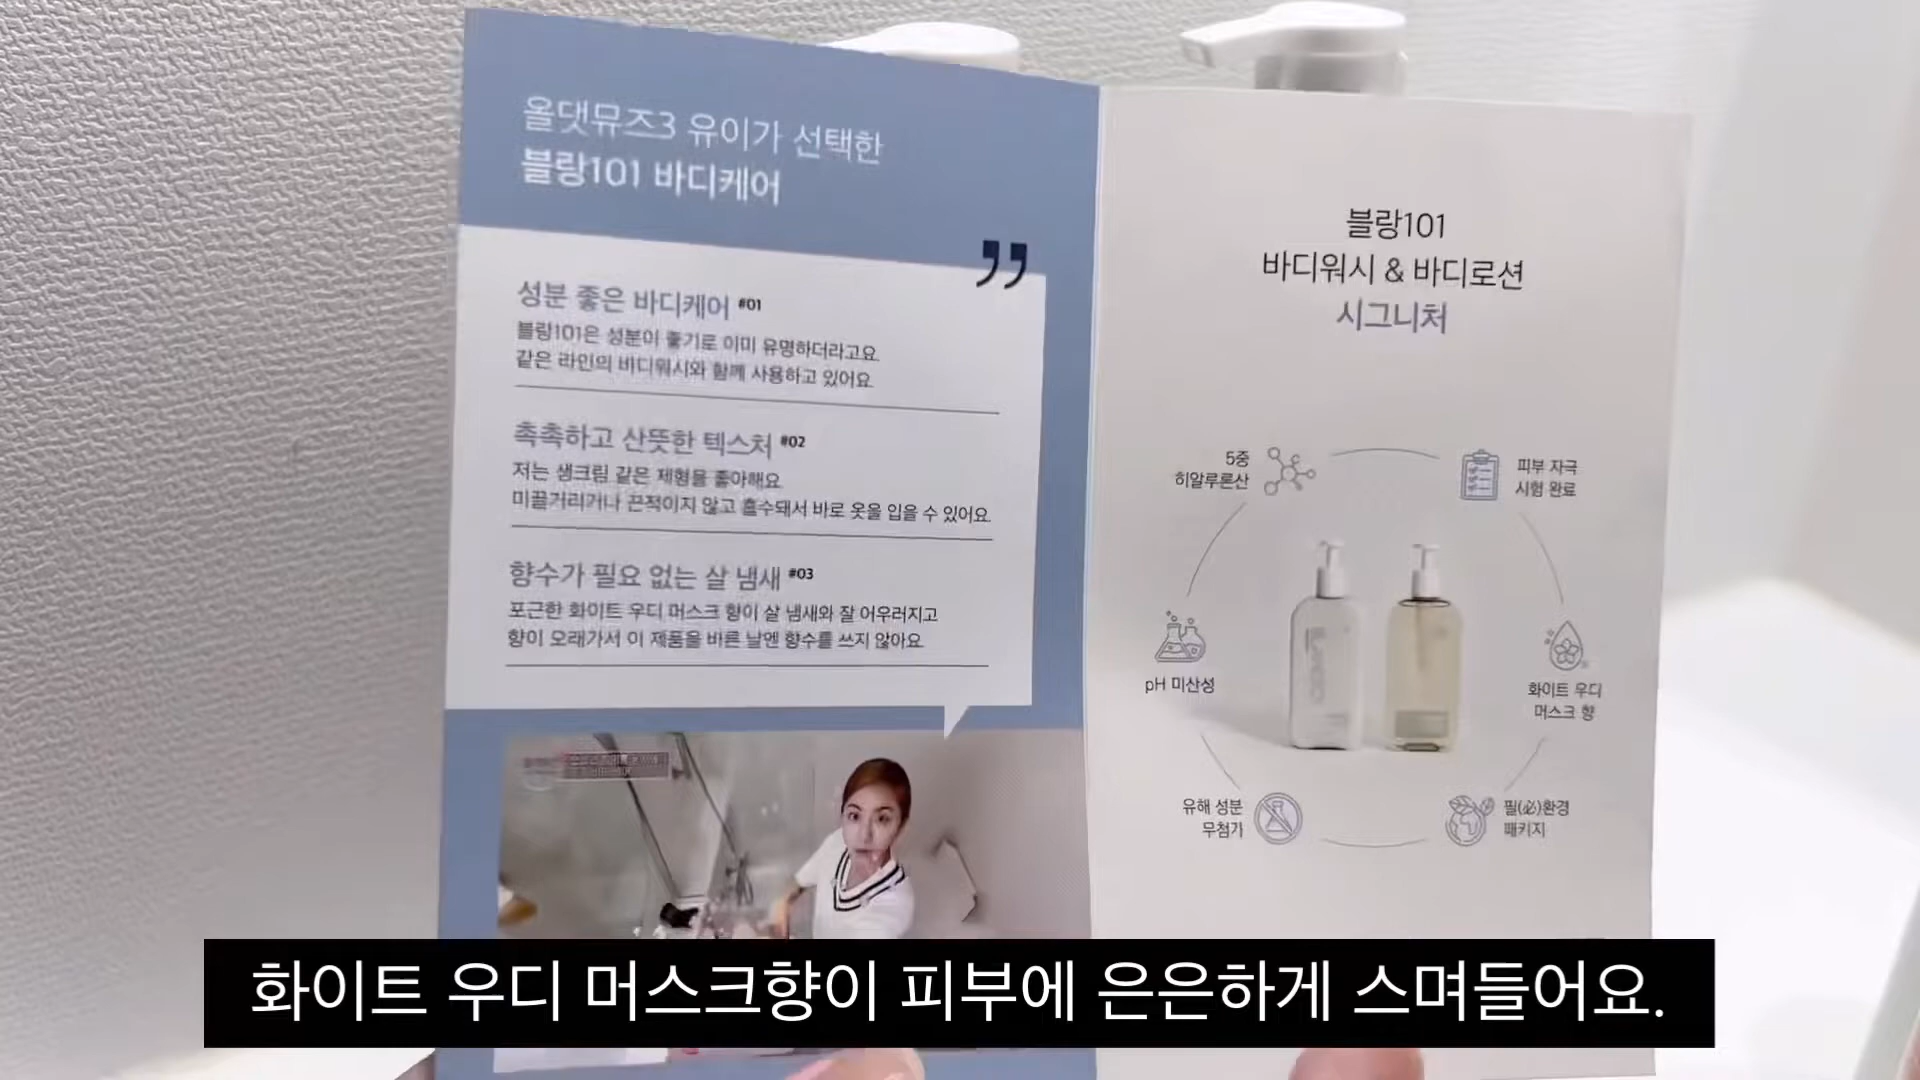 올댓뮤즈3 유이가 선택한
블랑101 바디케어
성분 좋은 바디케어 #01
블랑101은 성분이 좋기로 이미 유명하더라고요.
같은 라인의 바디워시와 함께 사용하고 있어요.
촉촉하고 산뜻한 텍스처 #02
저는 생크림 같은 제형을 좋아해요.
미끌거리거나 끈적이지 않고 흡수돼서 바로 옷을 입을 수 있어요.
향수가 필요 없는 살 냄새 #03
포근한 화이트 우디 머스크 향이 살 냄새와 잘 어우러지고
향이 오래가서 이 제품을 바른 날엔 향수를 쓰지 않아요.
블랑101
바디워시 & 바디로션
시그니처
5중
히알루론산
피부 자극
시험 완료
pH 미산성
화이트 우디
머스크 향
유해 성분
무첨가
필(必)환경
패키지
화이트 우디 머스크향이 피부에 은은하게 스며들어요.